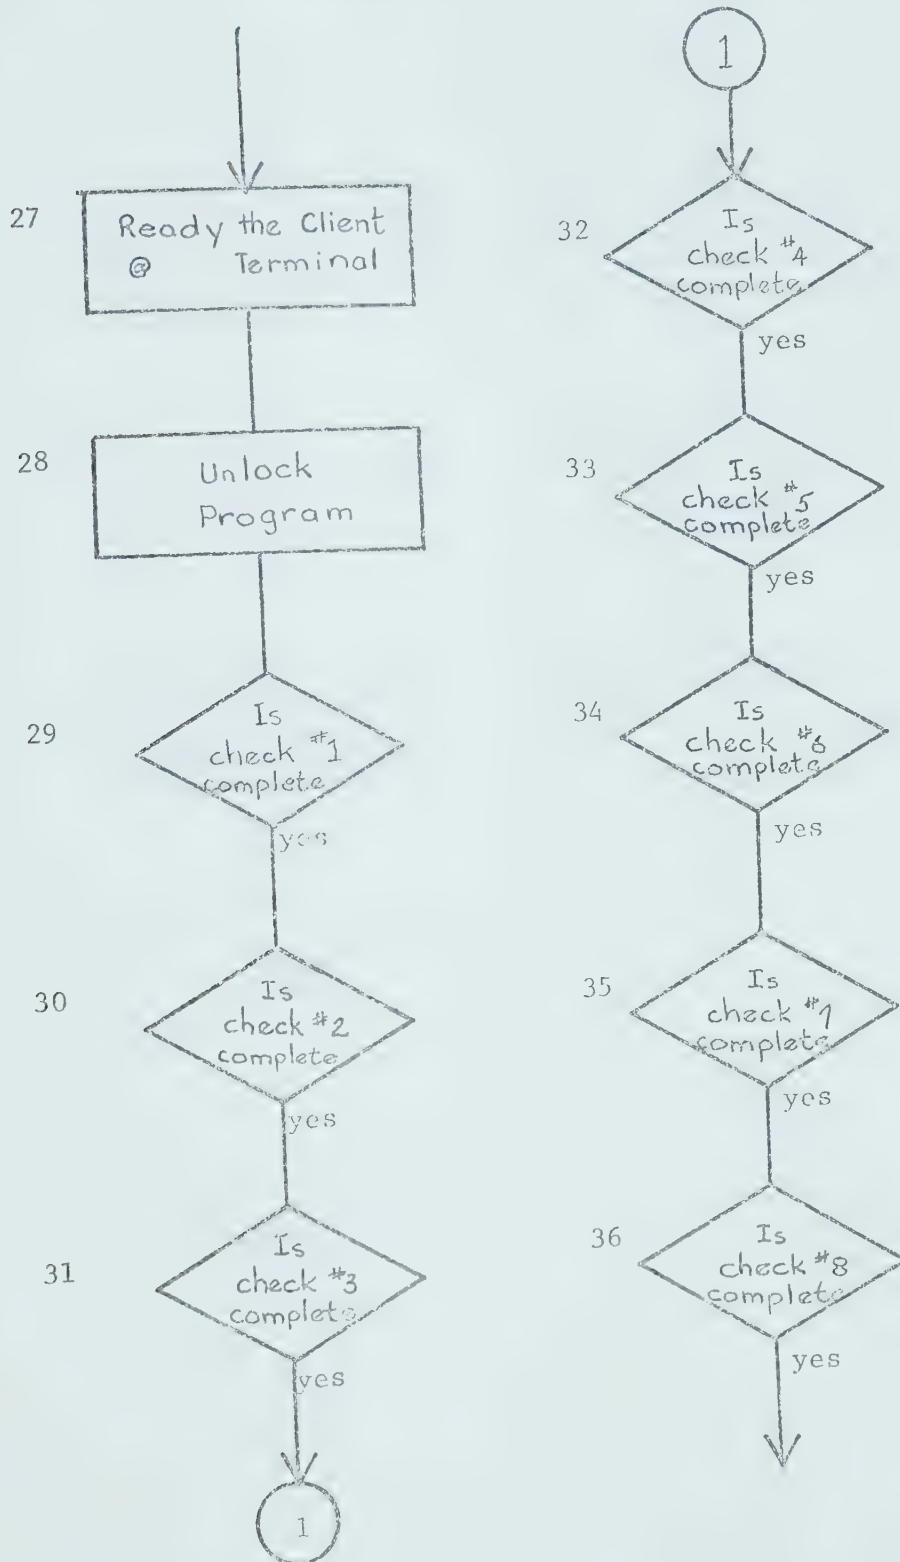 27
Ready the Client
@ Terminal
28
Unlock
Program
29
Is
check #1
complete
yes
30
Is
check #2
complete
yes
31
Is
check #3
complete
yes
1
1
32
Is
check #4
complete
yes
33
Is
check #5
complete
yes
34
Is
check #6
complete
yes
35
Is
check #7
complete
yes
36
Is
check #8
complete
yes